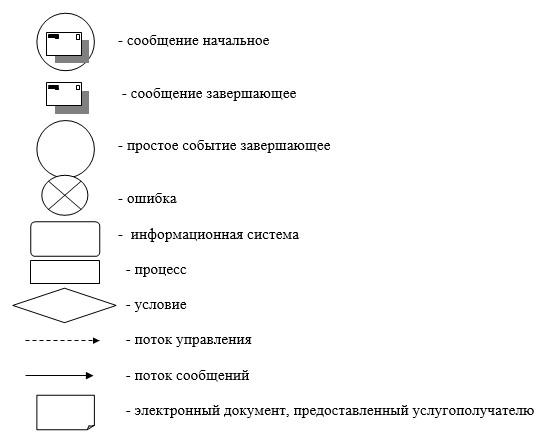 - сообщение начальное
- сообщение завершающее
- простое событие завершающее
- ошибка
- информационная система
- процесс
- условие
- поток управления
- поток сообщений
- электронный документ, предоставленный услугополучателю